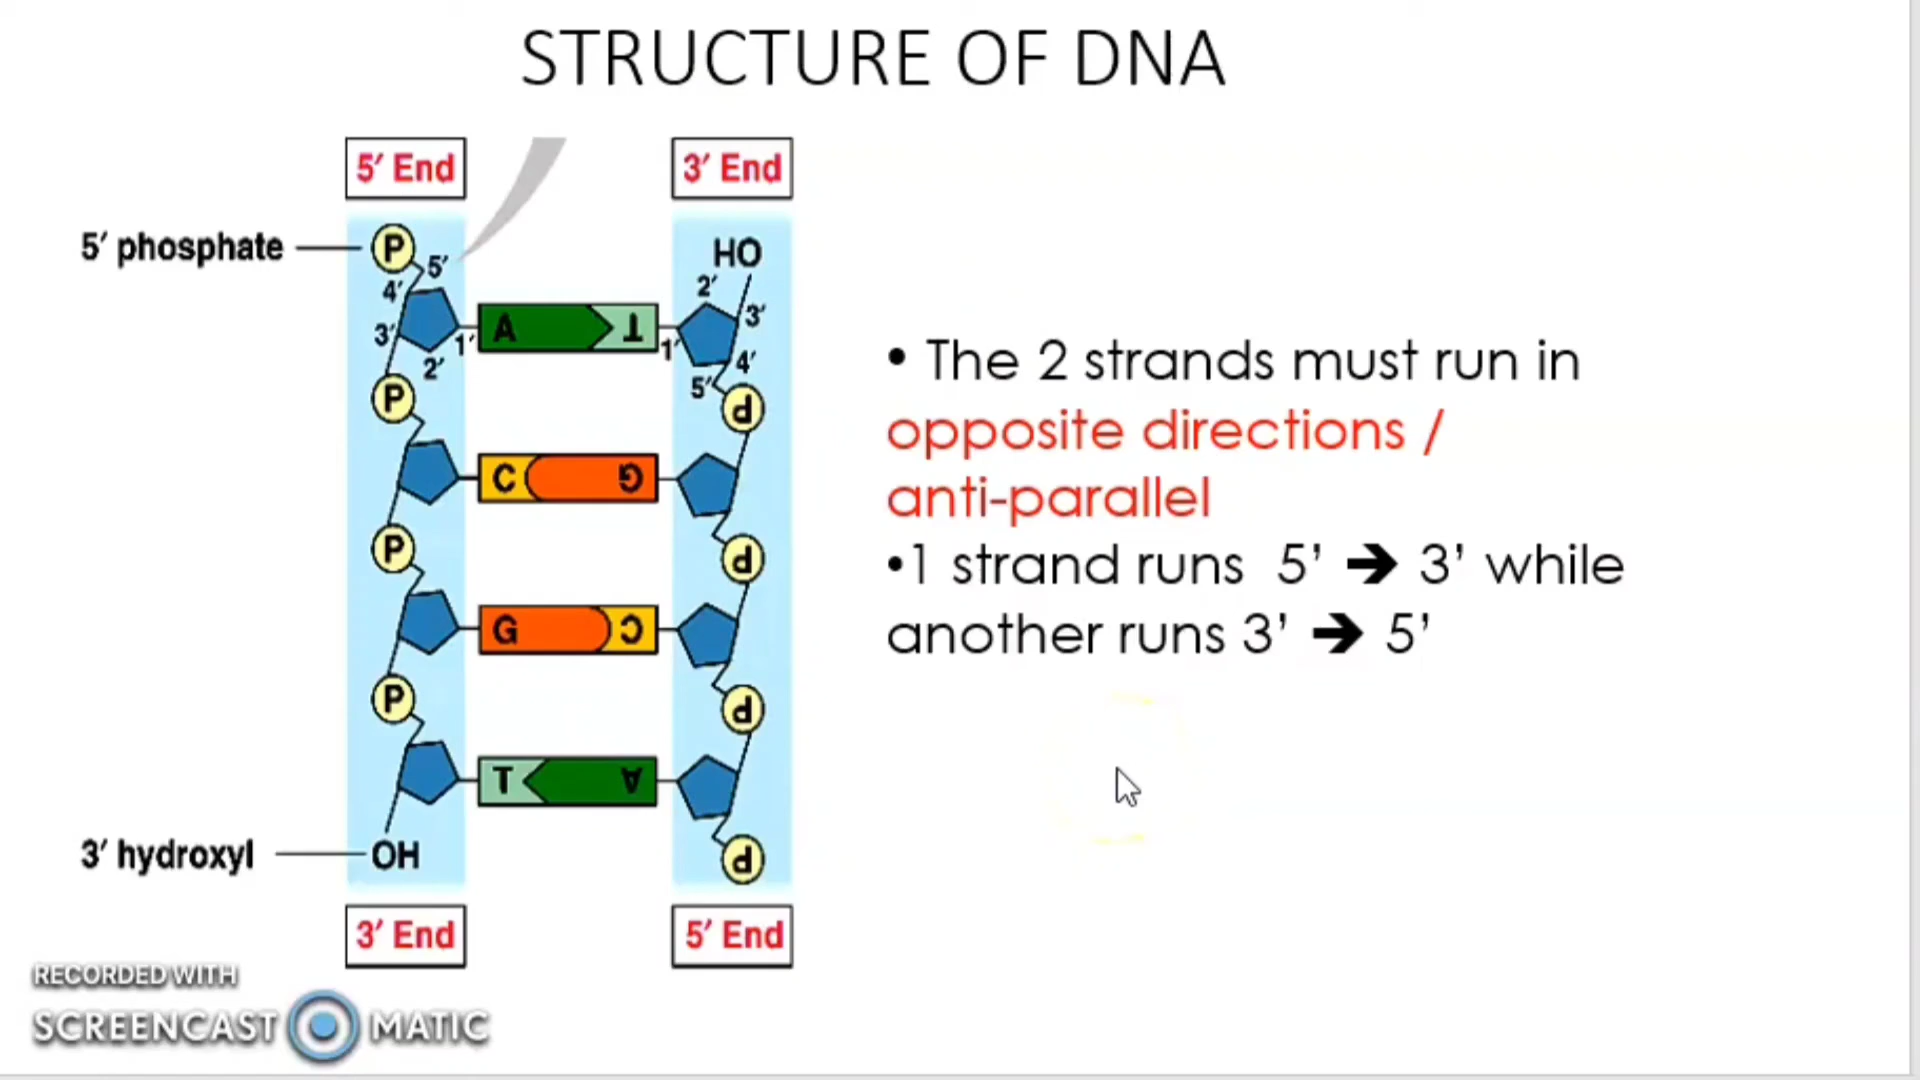 STRUCTURE OF DNA
5′ End
3′ End
5′ phosphate
P
5′
4′
3′
2′
1′
A
T
1′
HO
2′
3′
4′
5′
P
P
C
G
P
P
G
C
P
P
T
A
3′ hydroxyl
OH
P
3′ End
5′ End
• The 2 strands must run in
opposite directions /
anti-parallel
•1 strand runs 5’ ➔ 3’ while
another runs 3’ ➔ 5’
RECORDED WITH
SCREENCAST MATIC